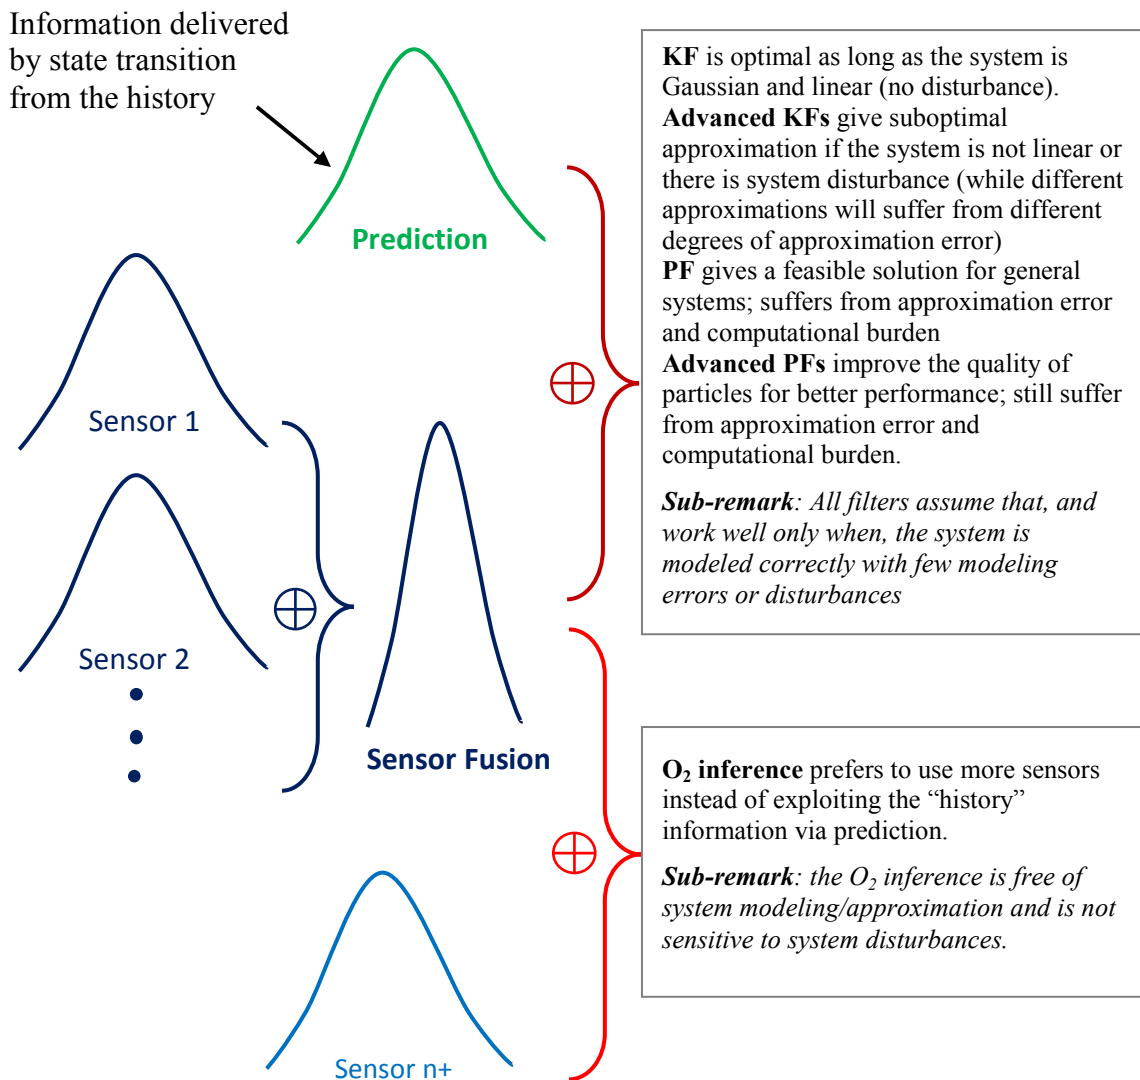 Information delivered
by state transition
from the history
Prediction
Sensor 1
Sensor 2
Sensor Fusion
Sensor n+
KF is optimal as long as the system is
Gaussian and linear (no disturbance).
Advanced KFs give suboptimal
approximation if the system is not linear or
there is system disturbance (while different
approximations will suffer from different
degrees of approximation error)
PF gives a feasible solution for general
systems; suffers from approximation error
and computational burden
Advanced PFs improve the quality of
particles for better performance; still suffer
from approximation error and
computational burden.
Sub-remark: All filters assume that, and
work well only when, the system is
modeled correctly with few modeling
errors or disturbances
O₂ inference prefers to use more sensors
instead of exploiting the “history”
information via prediction.
Sub-remark: the O₂ inference is free of
system modeling/approximation and is not
sensitive to system disturbances.